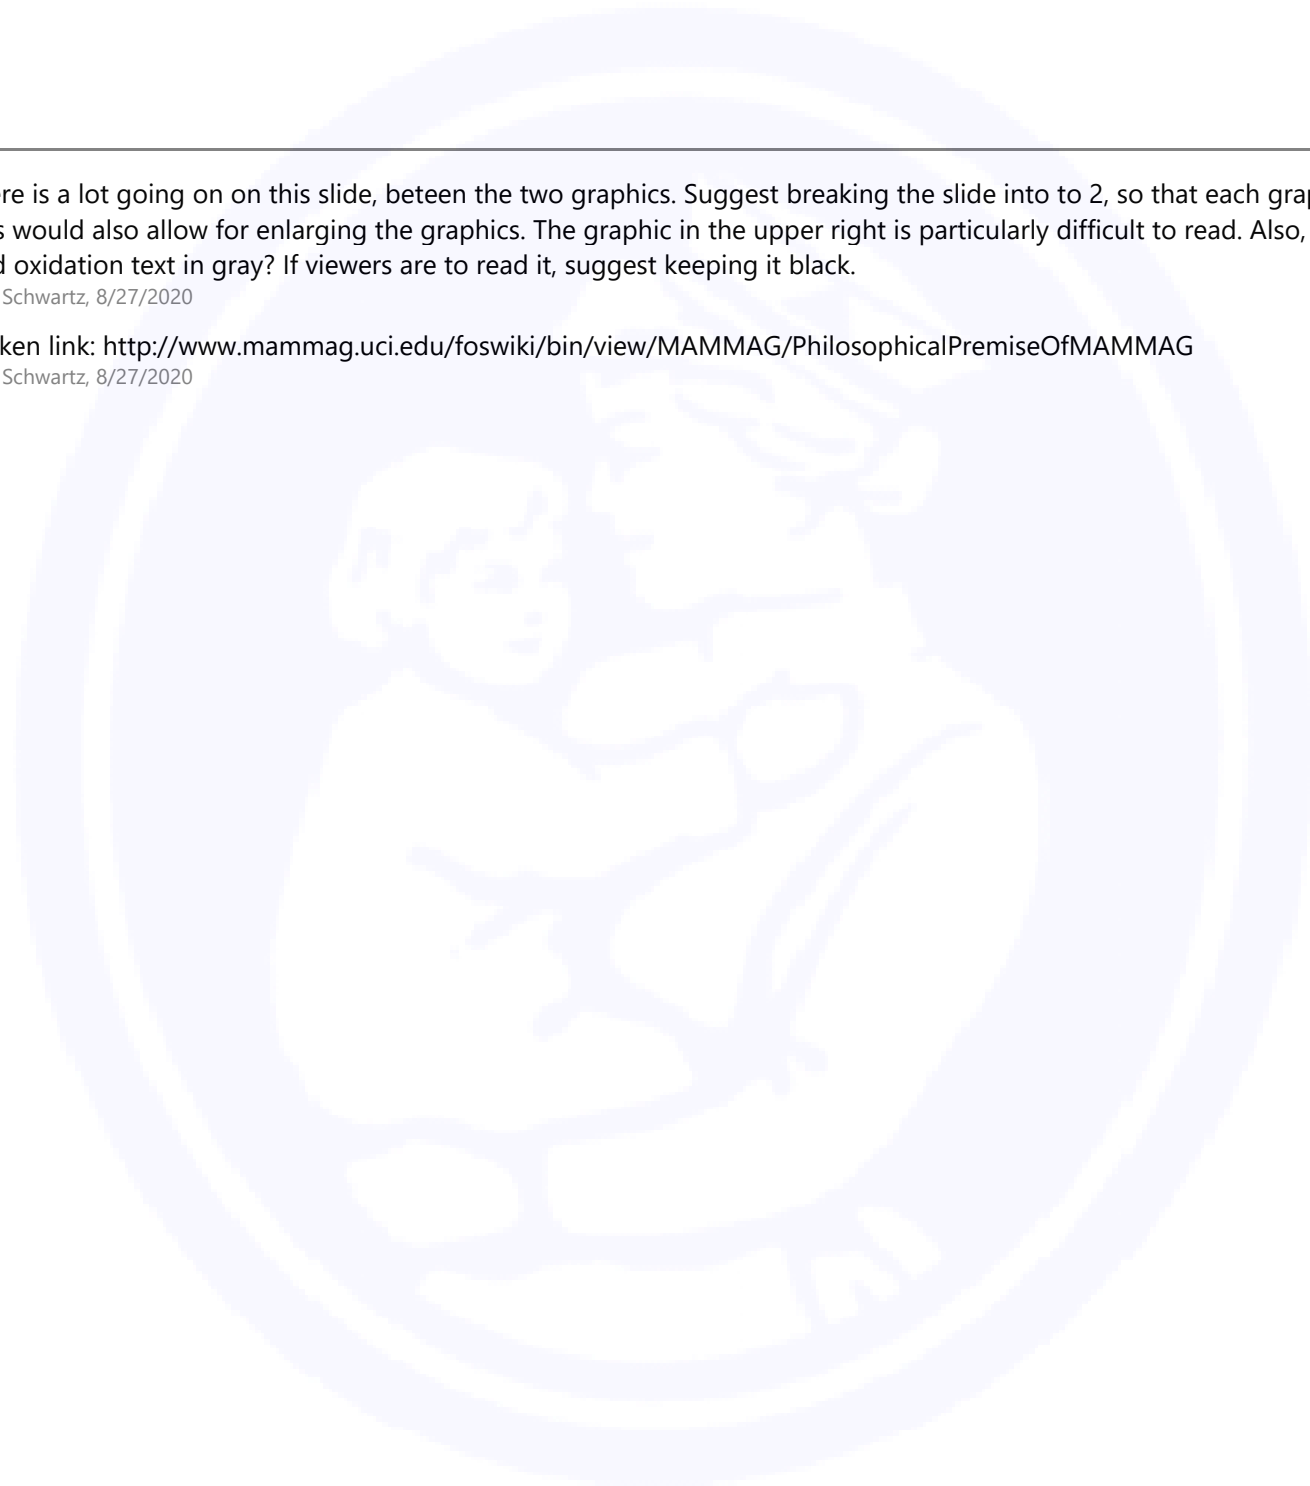 re is a lot going on on this slide, beteen the two graphics. Suggest breaking the slide into to 2, so that each grap
s would also allow for enlarging the graphics. The graphic in the upper right is particularly difficult to read. Also,
d oxidation text in gray? If viewers are to read it, suggest keeping it black.
Schwartz, 8/27/2020
ken link: http://www.mammag.uci.edu/foswiki/bin/view/MAMMAG/PhilosophicalPremiseOfMAMMAG
Schwartz, 8/27/2020